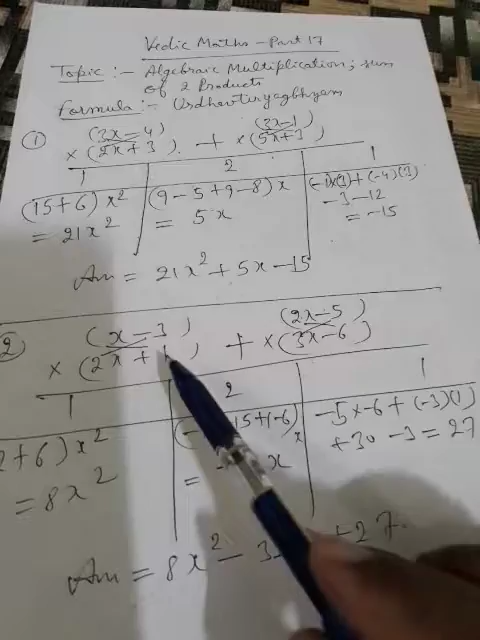 Vedic Maths - Part 17
Topic :- Algebraic Multiplication; sum of 2 Products
Formula :- Urdhavtiryagbhyam
① (3x-4) (3x-1)
× (2x+3) + × (5x+3)
1 2 1
(15+6)x² (9-5+9-8)x (-1×3)+(-4)(3)
= 21x² = 5x -3-12
= -15
Ans = 21x²+5x-15
② (x-3) (2x-5)
× (2x+1) + × (3x-6)
1 2 1
2+6)x² 15+(-6) x -5×-6+(-3)(1)
= 8x² = x +30-3=27
Ans = 8x²-3 +27.